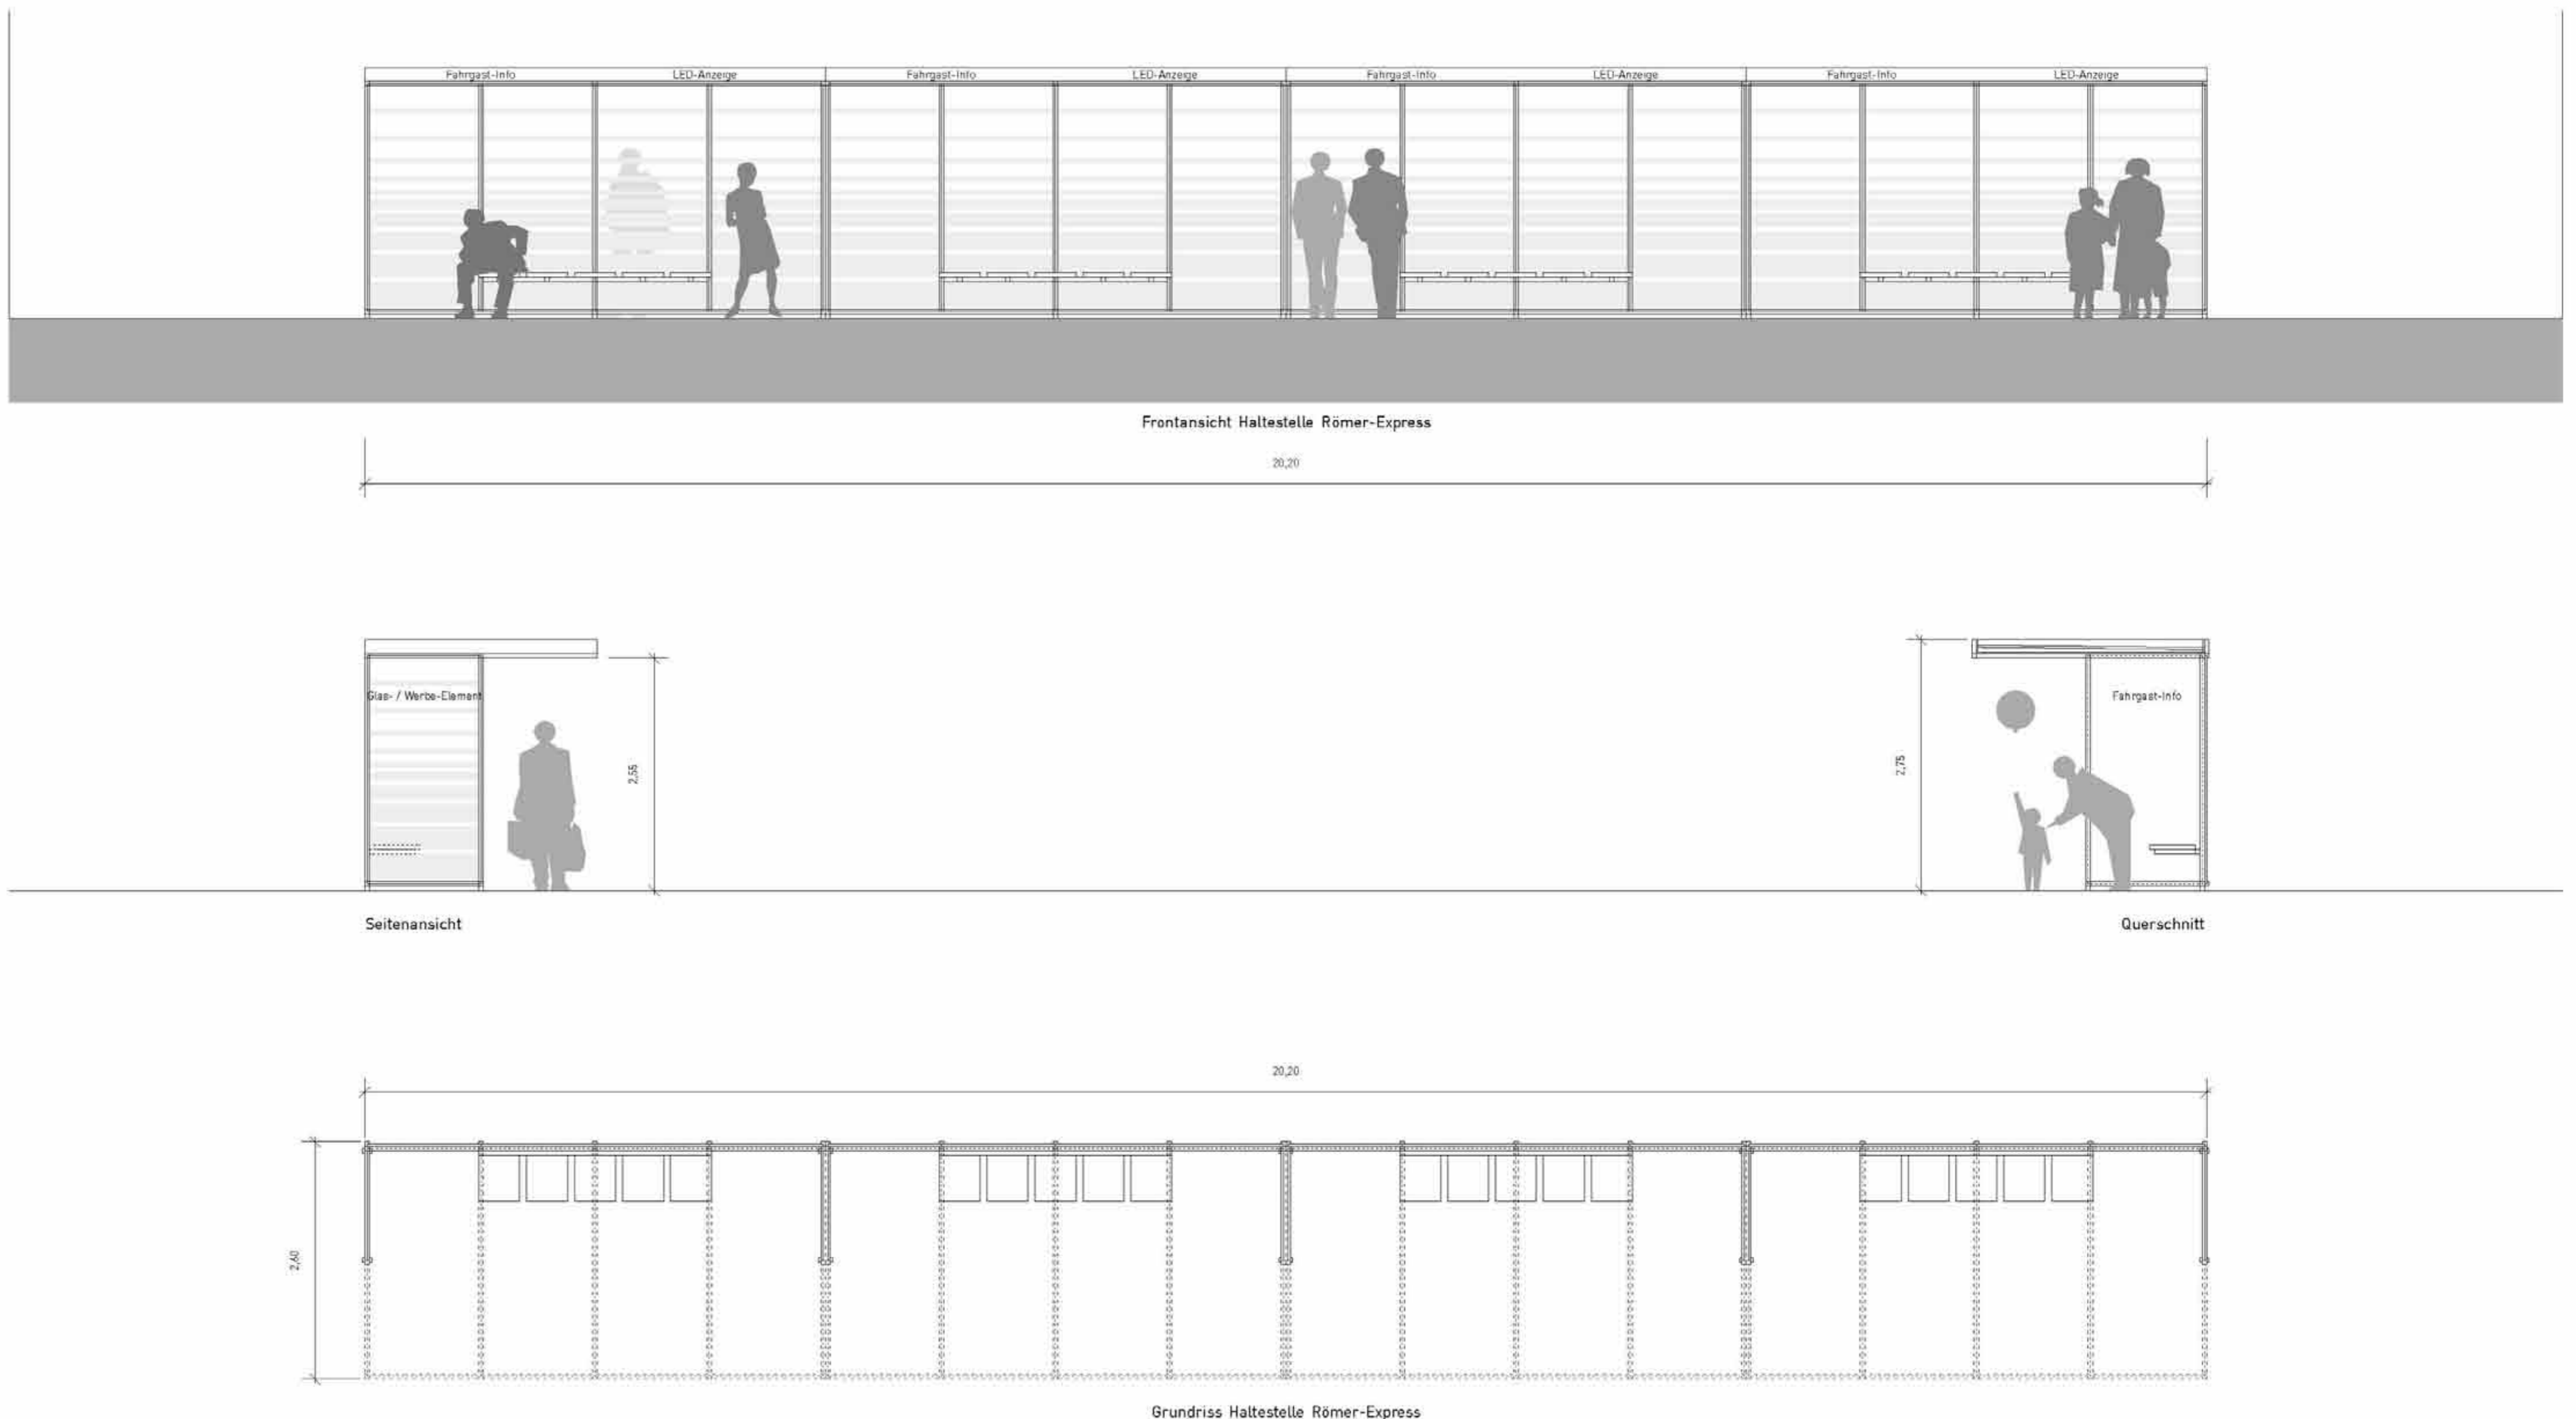 Fahrgast-Info LED-Anzeige Fahrgast-Info LED-Anzeige Fahrgast-Info LED-Anzeige Fahrgast-Info LED-Anzeige
Frontansicht Haltestelle Römer-Express
20,20
Glas- / Werbe-Element
2,55
2,75
Fahrgast-Info
Seitenansicht
Querschnitt
20,20
2,60
Grundriss Haltestelle Römer-Express